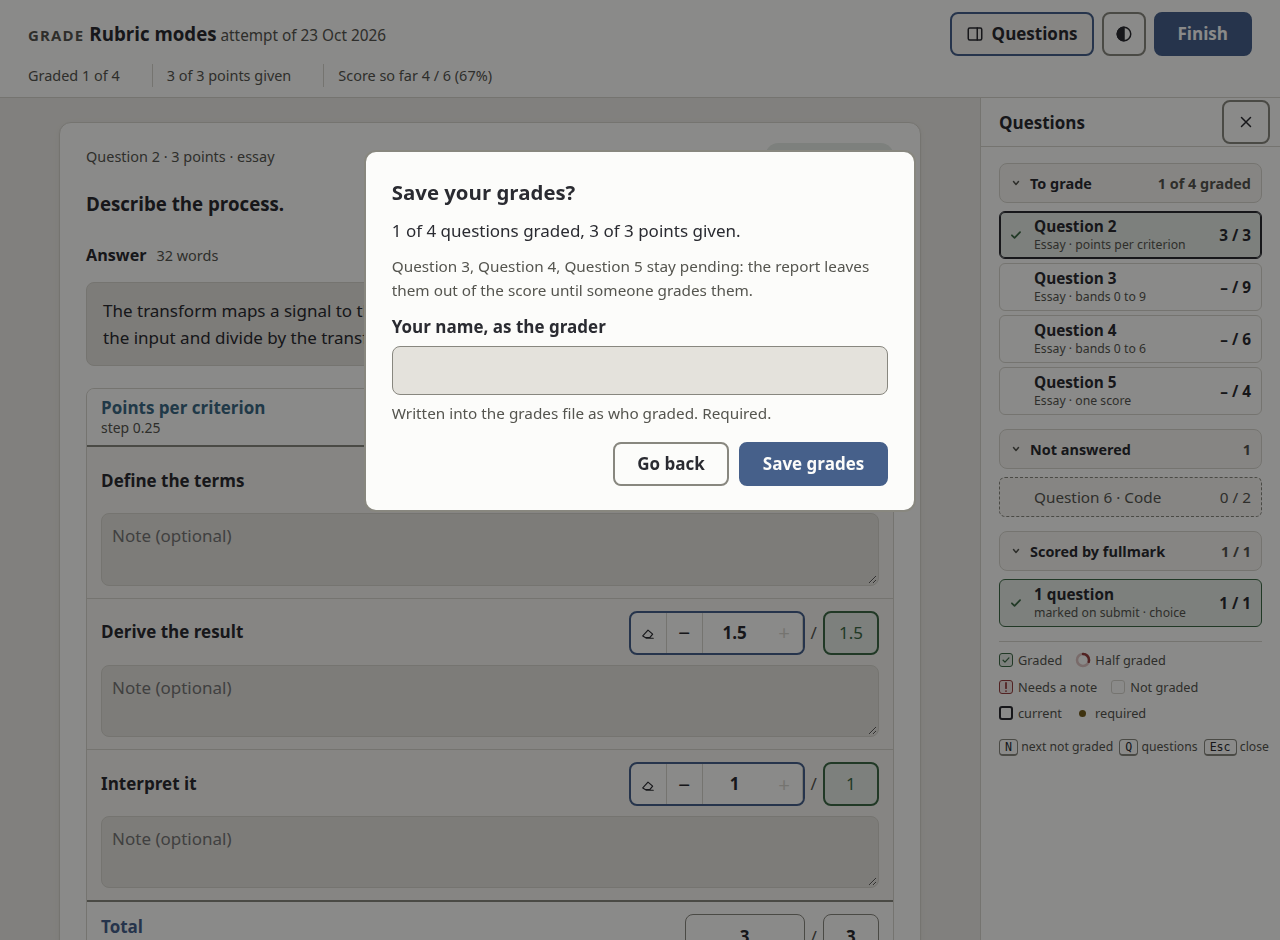 GRADE Rubric modes attempt of 23 Oct 2026
Questions
Finish
Graded 1 of 4
3 of 3 points given
Score so far 4 / 6 (67%)
Question 2 · 3 points · essay
Describe the process.
Answer 32 words
The transform maps a signal to t
the input and divide by the trans
Points per criterion
step 0.25
Define the terms
Note (optional)
Derive the result
− 1.5 + / 1.5
Note (optional)
Interpret it
− 1 + / 1
Note (optional)
Total
3 / 3
Save your grades?
1 of 4 questions graded, 3 of 3 points given.
Question 3, Question 4, Question 5 stay pending: the report leaves
them out of the score until someone grades them.
Your name, as the grader
Written into the grades file as who graded. Required.
Go back
Save grades
Questions
To grade 1 of 4 graded
Question 2 3 / 3
Essay · points per criterion
Question 3 – / 9
Essay · bands 0 to 9
Question 4 – / 6
Essay · bands 0 to 6
Question 5 – / 4
Essay · one score
Not answered 1
Question 6 · Code 0 / 2
Scored by fullmark 1 / 1
1 question 1 / 1
marked on submit · choice
Graded Half graded
! Needs a note Not graded
current required
N next not graded Q questions Esc close